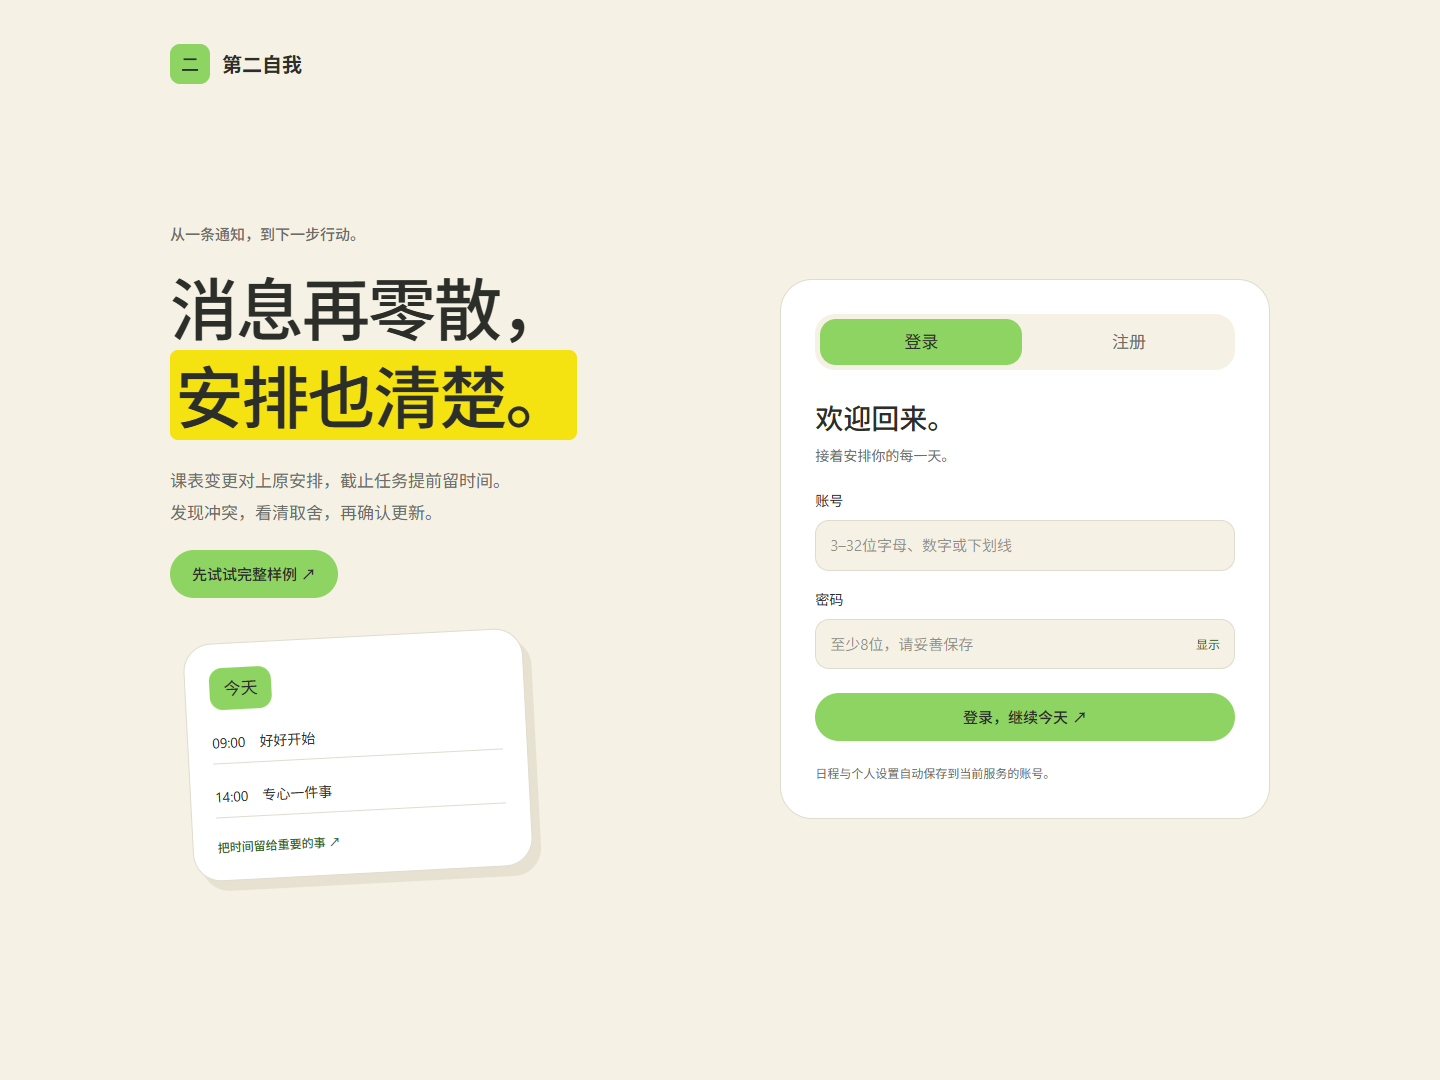 二 第二自我
从一条通知，到下一步行动。
消息再零散，
安排也清楚。
课表变更对上原安排，截止任务提前留时间。
发现冲突，看清取舍，再确认更新。
先试试完整样例 ↗
今天
09:00 好好开始
14:00 专心一件事
把时间留给重要的事 ↗
登录 注册
欢迎回来。
接着安排你的每一天。
账号
3–32位字母、数字或下划线
密码
至少8位，请妥善保存 显示
登录，继续今天 ↗
日程与个人设置自动保存到当前服务的账号。